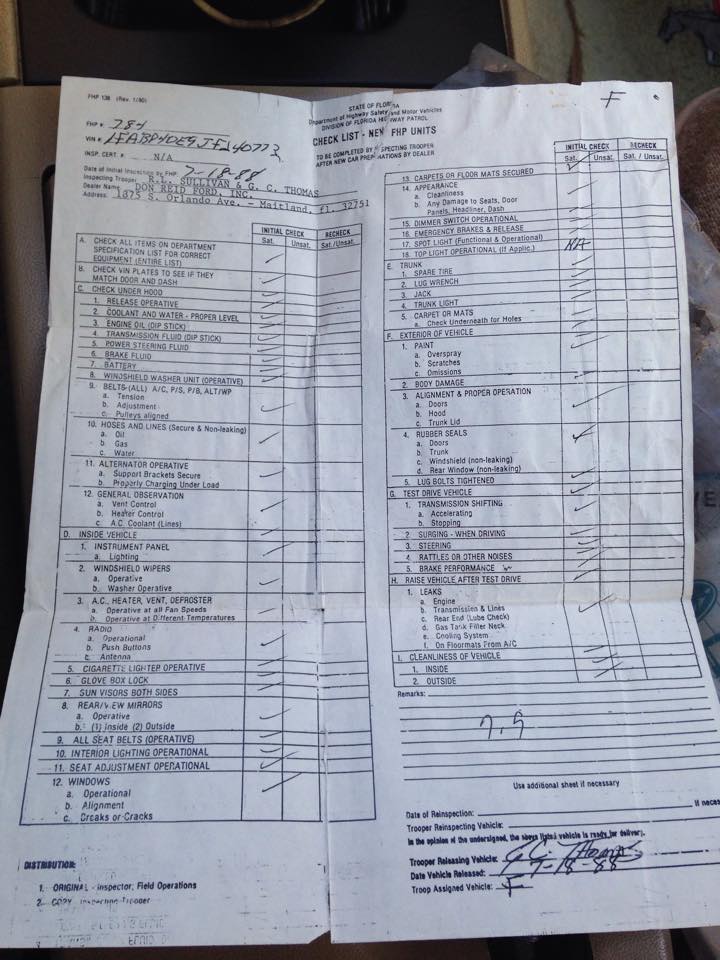 FHP 138 (Rev. 1/80)
STATE OF FLORIDA
Department of Highway Safety and Motor Vehicles
DIVISION OF FLORIDA HIGHWAY PATROL
CHECK LIST - NEW FHP UNITS
TO BE COMPLETED BY INSPECTING TROOPER
AFTER NEW CAR PREPARATIONS BY DEALER
F
FHP # 784
VIN #
INSP. CERT. # N/A
Date of Initial Inspection by FHP: 7-18-88
Inspecting Trooper R.L. SULLIVAN & G. C. THOMAS
Dealer Name DON REID FORD, INC.
Address: 1875 S. Orlando Ave. - Maitland, fl. 32751
INITIAL CHECK RECHECK
Sat. Unsat. Sat./Unsat.
A. CHECK ALL ITEMS ON DEPARTMENT
SPECIFICATION LIST FOR CORRECT
EQUIPMENT (ENTIRE LIST)
B. CHECK VIN PLATES TO SEE IF THEY
MATCH DOOR AND DASH
C. CHECK UNDER HOOD
1. RELEASE OPERATIVE
2. COOLANT AND WATER - PROPER LEVEL
3. ENGINE OIL (DIP STICK)
4. TRANSMISSION FLUID (DIP STICK)
5. POWER STEERING FLUID
6. BRAKE FLUID
7. BATTERY
8. WINDSHIELD WASHER UNIT (OPERATIVE)
9. BELTS-(ALL) A/C, P/S, P/B, ALT/WP
a. Tension
b. Adjustment
c. Pulleys aligned
10. HOSES AND LINES (Secure & Non-leaking)
a. Oil
b. Gas
c. Water
11. ALTERNATOR OPERATIVE
a. Support Brackets Secure
b. Properly Charging Under Load
12. GENERAL OBSERVATION
a. Vent Control
b. Heater Control
c. A.C. Coolant (Lines)
D. INSIDE VEHICLE
1. INSTRUMENT PANEL
a. Lighting
2. WINDSHIELD WIPERS
a. Operative
b. Washer Operative
3. A.C., HEATER, VENT, DEFROSTER
a. Operative at all Fan Speeds
b. Operative at Different Temperatures
4. RADIO
a. Operational
b. Push Buttons
c. Antenna
5. CIGARETTE LIGHTER OPERATIVE
6. GLOVE BOX LOCK
7. SUN VISORS BOTH SIDES
8. REARVIEW MIRRORS
a. Operative
b. (1) Inside (2) Outside
9. ALL SEAT BELTS (OPERATIVE)
10. INTERIOR LIGHTING OPERATIONAL
11. SEAT ADJUSTMENT OPERATIONAL
12. WINDOWS
a. Operational
b. Alignment
c. Creaks or Cracks
DISTRIBUTION:
1. ORIGINAL - Inspector, Field Operations
2. COPY - Inspecting Trooper
INITIAL CHECK RECHECK
Sat. Unsat. Sat. / Unsat.
13. CARPETS OR FLOOR MATS SECURED
14. APPEARANCE
a. Cleanliness
b. Any Damage to Seats, Door
Panels, Headliner, Dash
15. DIMMER SWITCH OPERATIONAL
16. EMERGENCY BRAKES & RELEASE
17. SPOT LIGHT (Functional & Operational)
18. TOP LIGHT OPERATIONAL (If Applic.) NA
E. TRUNK
1. SPARE TIRE
2. LUG WRENCH
3. JACK
4. TRUNK LIGHT
5. CARPET OR MATS
a. Check Underneath for Holes
F. EXTERIOR OF VEHICLE
1. PAINT
a. Overspray
b. Scratches
c. Omissions
2. BODY DAMAGE
3. ALIGNMENT & PROPER OPERATION
a. Doors
b. Hood
c. Trunk Lid
4. RUBBER SEALS
a. Doors
b. Trunk
c. Windshield (non-leaking)
d. Rear Window (non-leaking)
5. LUG BOLTS TIGHTENED
G. TEST DRIVE VEHICLE
1. TRANSMISSION SHIFTING
a. Accelerating
b. Stopping
2. SURGING - WHEN DRIVING
3. STEERING
4. RATTLES OR OTHER NOISES
5. BRAKE PERFORMANCE
H. RAISE VEHICLE AFTER TEST DRIVE
1. LEAKS
a. Engine
b. Transmission & Lines
c. Rear End (Lube Check)
d. Gas Tank Filler Neck
e. Cooling System
f. On Floormats From A/C
I. CLEANLINESS OF VEHICLE
1. INSIDE
2. OUTSIDE
Remarks:
Use additional sheet if necessary
Date of Reinspection: If neces
Trooper Reinspecting Vehicle:
In the opinion of the undersigned, the above listed vehicle is ready for delivery.
Trooper Releasing Vehicle: G.C. Thomas
Date Vehicle Released: 7-18-88
Troop Assigned Vehicle: F